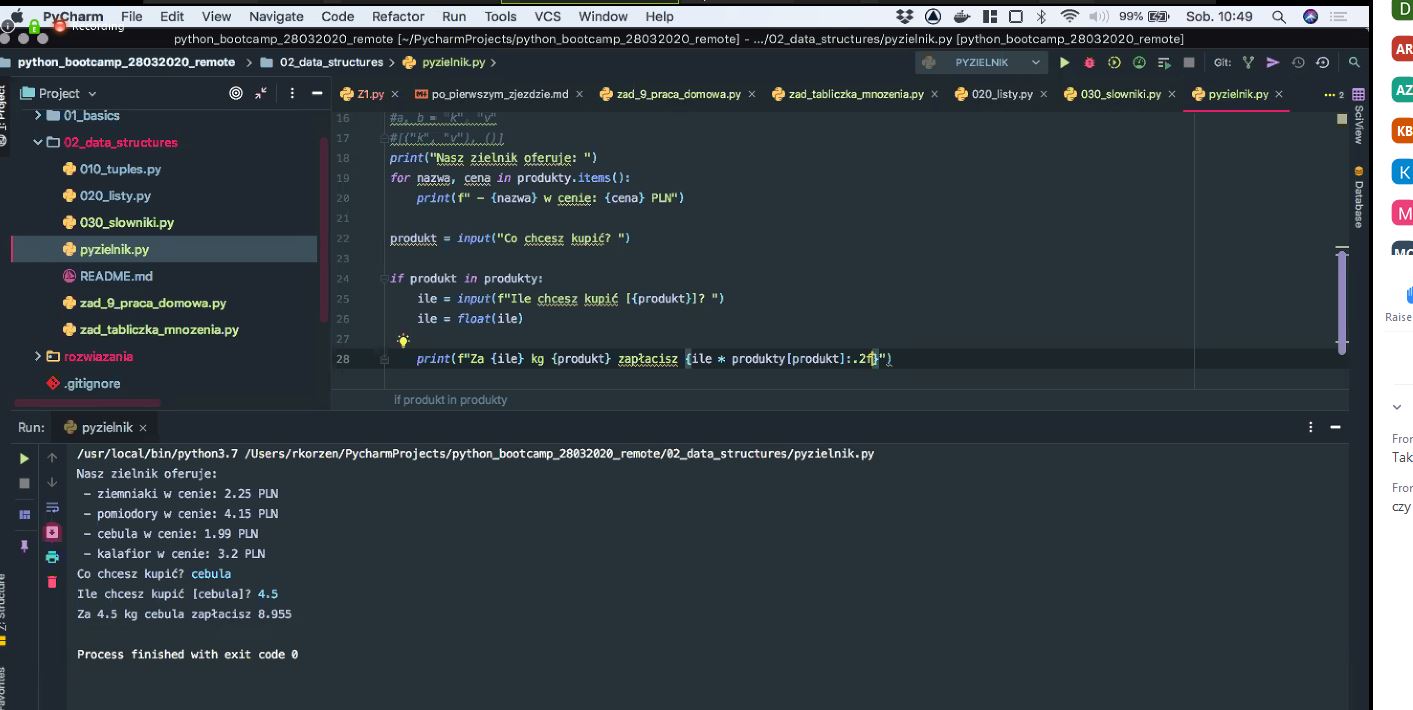 PyCharm File Edit View Navigate Code Refactor Run Tools VCS Window Help 99% Sob. 10:49
Recording
python_bootcamp_28032020_remote [~/PycharmProjects/python_bootcamp_28032020_remote] - .../02_data_structures/pyzielnik.py [python_bootcamp_28032020_remote]
python_bootcamp_28032020_remote 02_data_structures pyzielnik.py PYZIELNIK Git:
Project Z1.py po_pierwszym_zjezdzie.md zad_9_praca_domowa.py zad_tabliczka_mnozenia.py 020_listy.py 030_slowniki.py pyzielnik.py 2
1: Project
01_basics
02_data_structures
010_tuples.py
020_listy.py
030_slowniki.py
pyzielnik.py
README.md
zad_9_praca_domowa.py
zad_tabliczka_mnozenia.py
rozwiazania
.gitignore
16 #a, b = "k", "v"
17 #[("k", "v"), ()]
18 print("Nasz zielnik oferuje: ")
19 for nazwa, cena in produkty.items():
20 print(f" - {nazwa} w cenie: {cena} PLN")
21
22 produkt = input("Co chcesz kupić? ")
23
24 if produkt in produkty:
25 ile = input(f"Ile chcesz kupić [{produkt}]? ")
26 ile = float(ile)
27
28 print(f"Za {ile} kg {produkt} zapłacisz {ile * produkty[produkt]:.2f}")
if produkt in produkty
SciView
Database
Run: pyzielnik
/usr/local/bin/python3.7 /Users/rkorzen/PycharmProjects/python_bootcamp_28032020_remote/02_data_structures/pyzielnik.py
Nasz zielnik oferuje:
- ziemniaki w cenie: 2.25 PLN
- pomiodory w cenie: 4.15 PLN
- cebula w cenie: 1.99 PLN
- kalafior w cenie: 3.2 PLN
Co chcesz kupić? cebula
Ile chcesz kupić [cebula]? 4.5
Za 4.5 kg cebula zapłacisz 8.955
Process finished with exit code 0
Z: Structure
D
AR
AZ
KB
K
M
Raise
From
Tak
From
czy